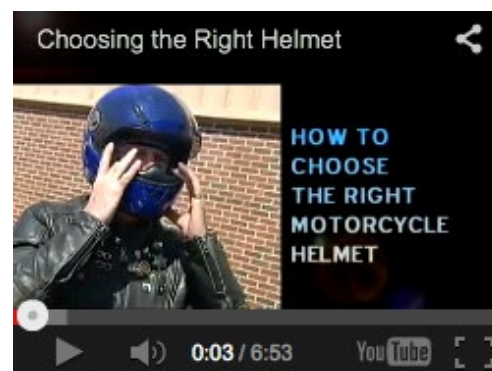 Choosing the Right Helmet
HOW TO
CHOOSE
THE RIGHT
MOTORCYCLE
HELMET
0:03 / 6:53 YouTube